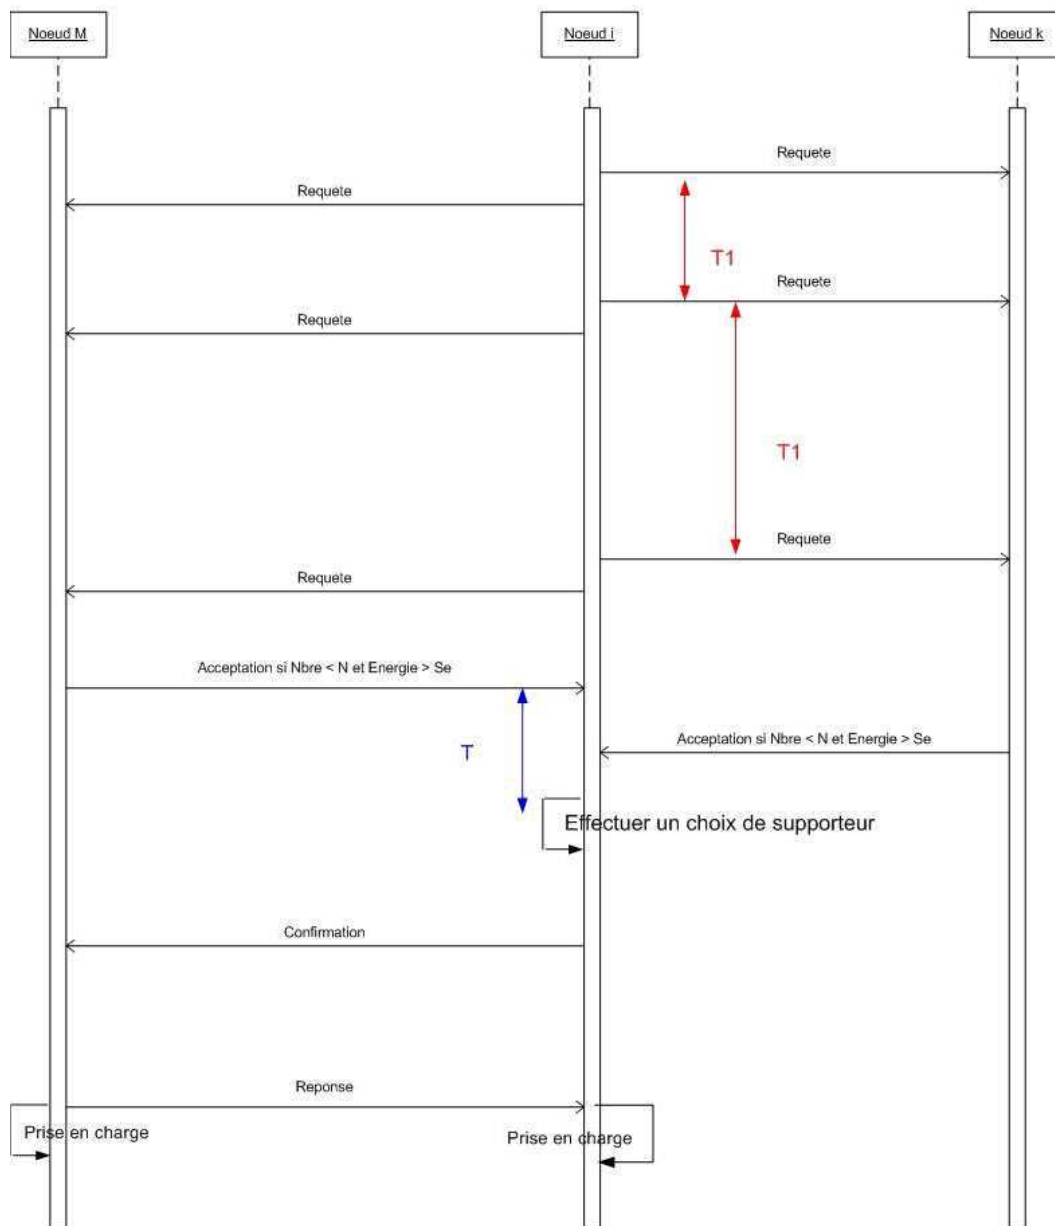 Noeud M
Noeud i
Noeud k
Requete
Requete
T1
Requete
Requete
T1
Requete
Requete
Acceptation si Nbre < N et Energie > Se
Acceptation si Nbre < N et Energie > Se
T
Effectuer un choix de supporteur
Confirmation
Reponse
Prise en charge
Prise en charge